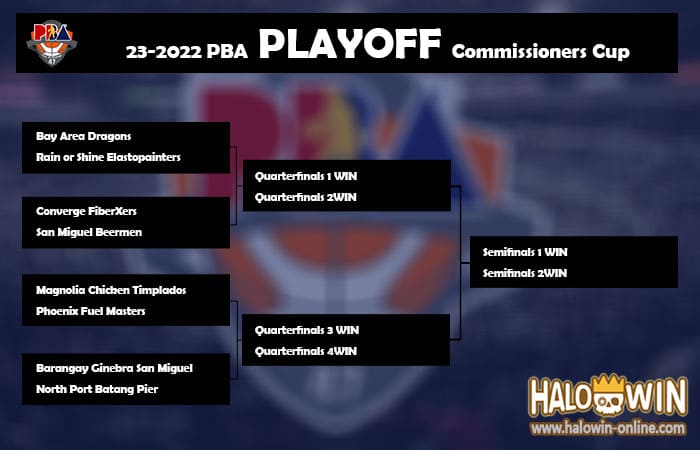 PBA
47
23-2022 PBA PLAYOFF Commissioners Cup
Bay Area Dragons
Rain or Shine Elastopainters
Quarterfinals 1 WIN
Quarterfinals 2WIN
Converge FiberXers
San Miguel Beermen
Semifinals 1 WIN
Semifinals 2WIN
Magnolia Chicken Timplados
Phoenix Fuel Masters
Quarterfinals 3 WIN
Quarterfinals 4WIN
Barangay Ginebra San Miguel
North Port Batang Pier
HALOWIN
www.halowin-online.com